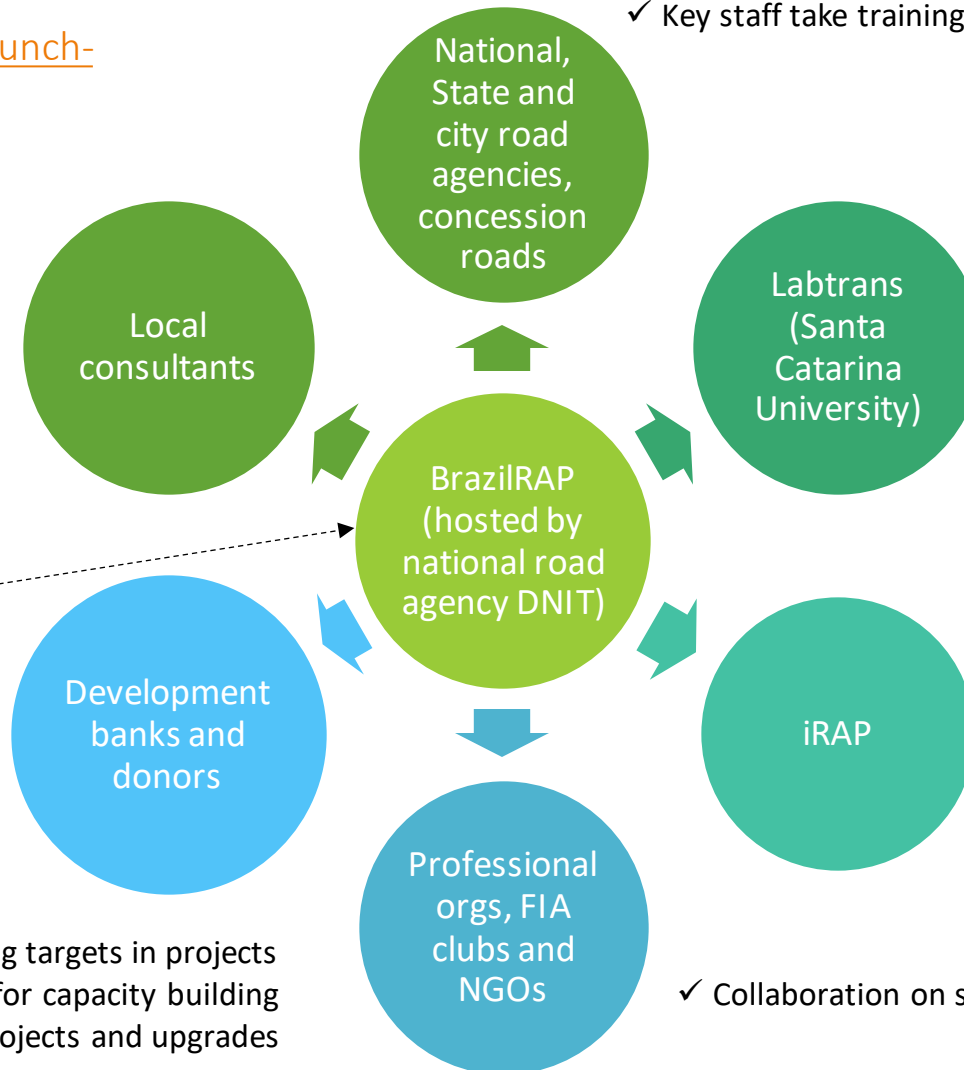 ✓ Key staff take training
unch-
National,
State and
city road
agencies,
concession
roads
Local
consultants
Labtrans
(Santa
Catarina
University)
BrazilRAP
(hosted by
national road
agency DNIT)
Development
banks and
donors
iRAP
Professional
orgs, FIA
clubs and
NGOs
g targets in projects
for capacity building
ojects and upgrades
✓ Collaboration on s